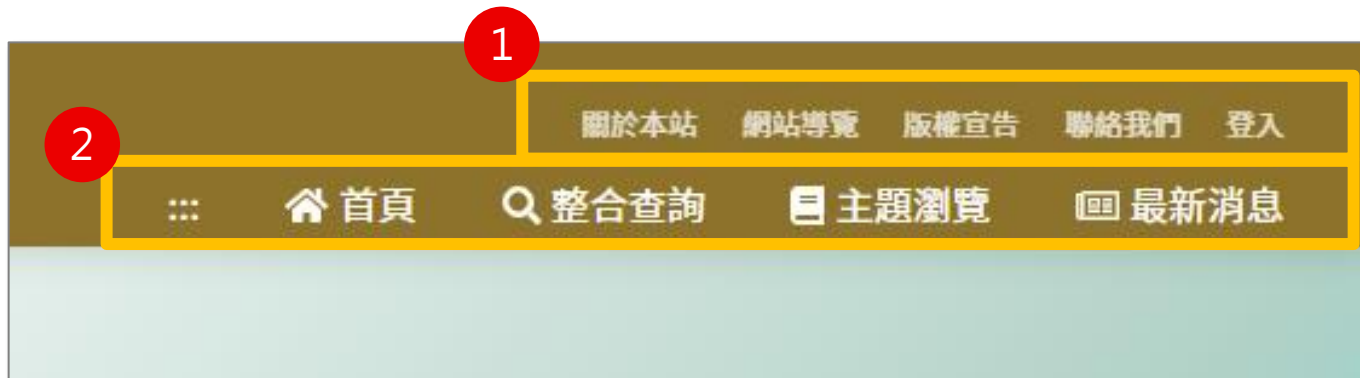 1
關於本站 網站導覽 版權宣告 聯絡我們 登入
2
::: 首頁 整合查詢 主題瀏覽 最新消息